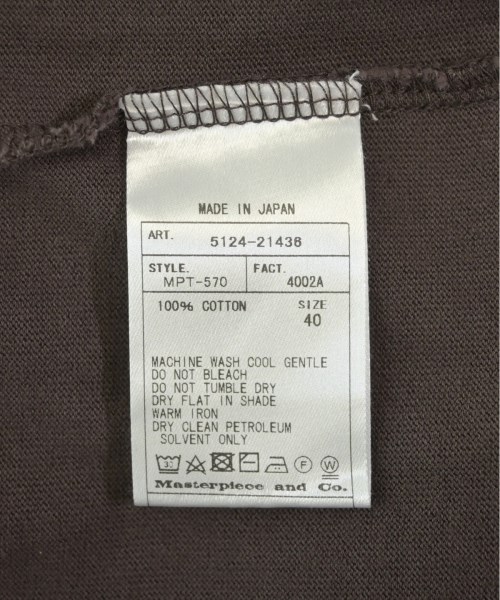 MADE IN JAPAN
ART. 5124-21438
STYLE. FACT.
MPT-570 4002A
100% COTTON SIZE
40
MACHINE WASH COOL GENTLE
DO NOT BLEACH
DO NOT TUMBLE DRY
DRY FLAT IN SHADE
WARM IRON
DRY CLEAN PETROLEUM
SOLVENT ONLY
F W
Masterpiece and Co.